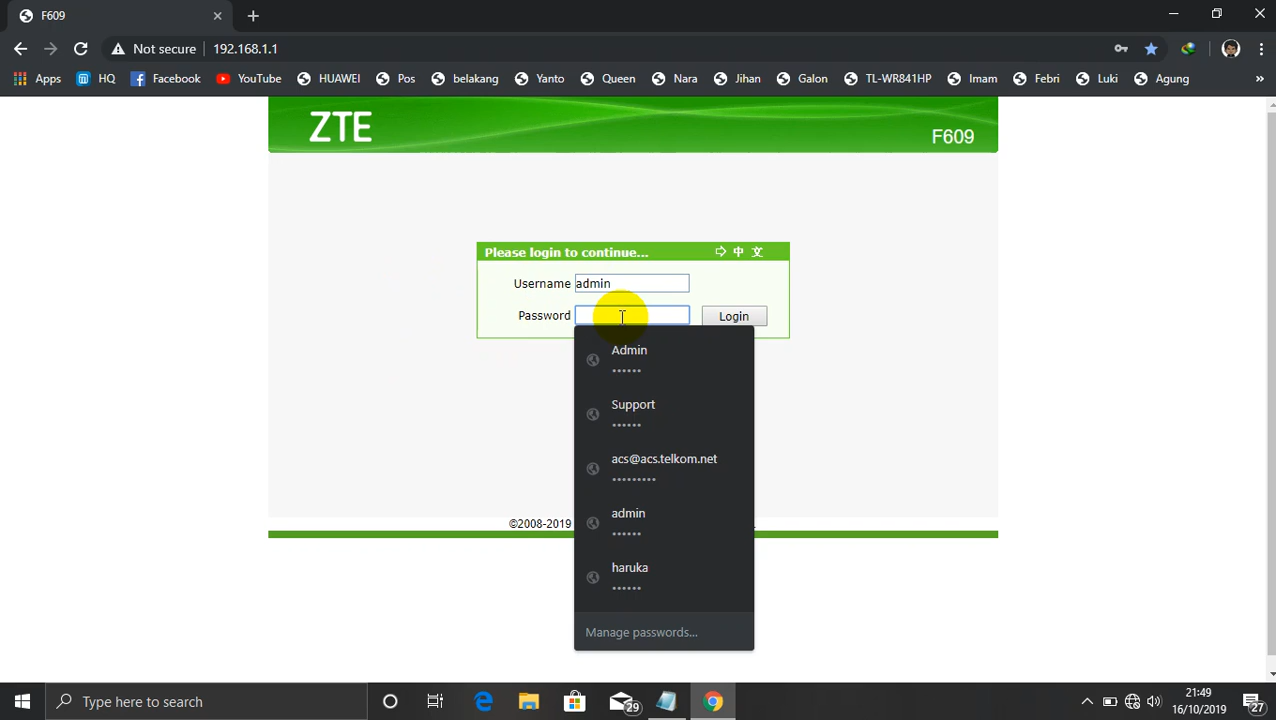 F609
Not secure 192.168.1.1
Apps HQ Facebook YouTube HUAWEI Pos belakang Yanto Queen Nara Jihan Galon TL-WR841HP Imam Febri Luki Agung »
ZTE
F609
Please login to continue... 中 文
Username admin
Password Login
Admin
••••••
Support
••••••
acs@acs.telkom.net
•••••••••
admin
••••••
©2008-2019
haruka
••••••
Manage passwords...
Type here to search
29
21:49
16/10/2019
27